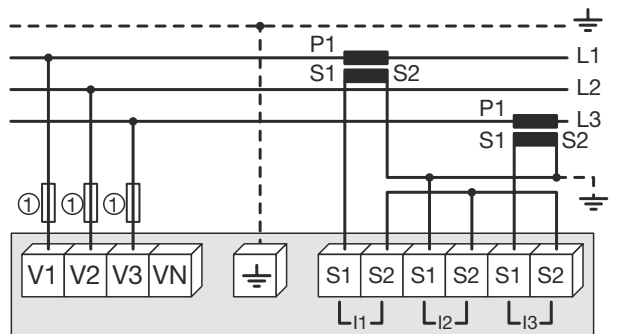 P1
L1
S1 S2
L2
P1
L3
S1 S2
① ① ①
V1 V2 V3 VN S1 S2 S1 S2 S1 S2
I1 I2 I3